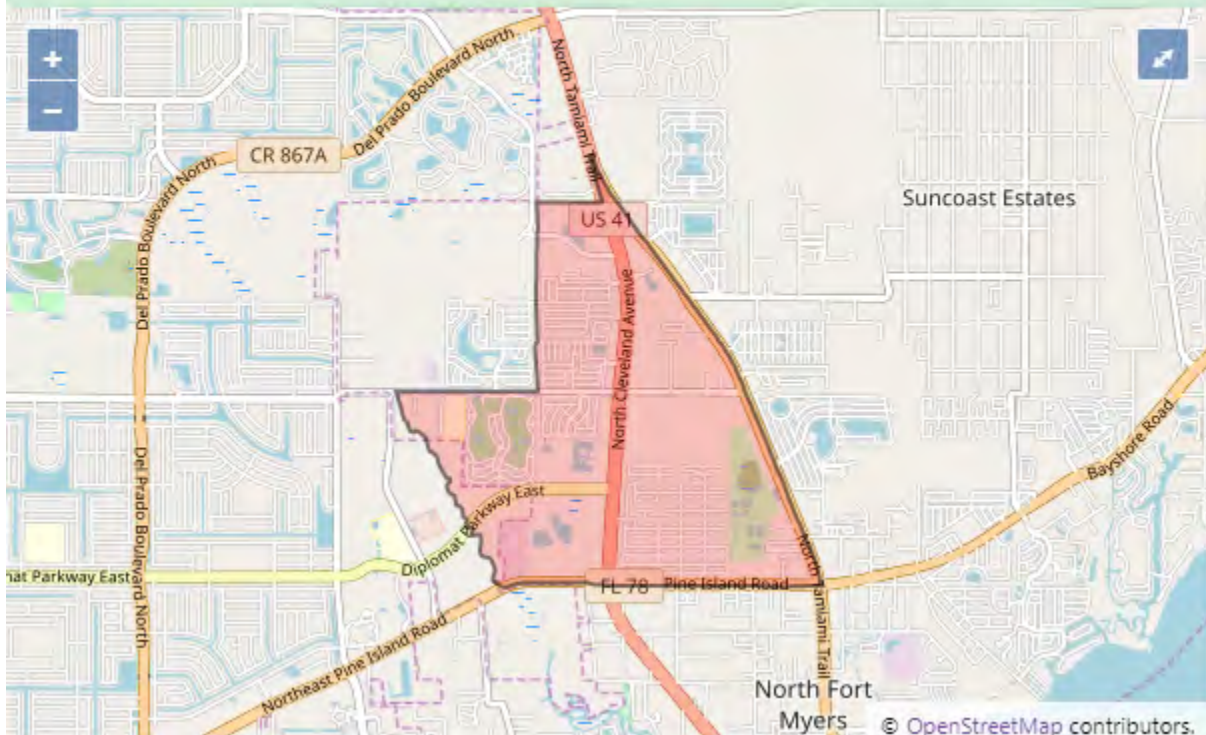 +
−
North Tamiami Trail
Del Prado Boulevard North
CR 867A
Del Prado Boulevard North
US 41
Suncoast Estates
North Cleveland Avenue
Bayshore Road
Del Prado Boulevard North
Diplomat Parkway East
nat Parkway East
North Tamiami Trail
FL 78
Pine Island Road
Northeast Pine Island Road
North Fort
Myers
© OpenStreetMap contributors.